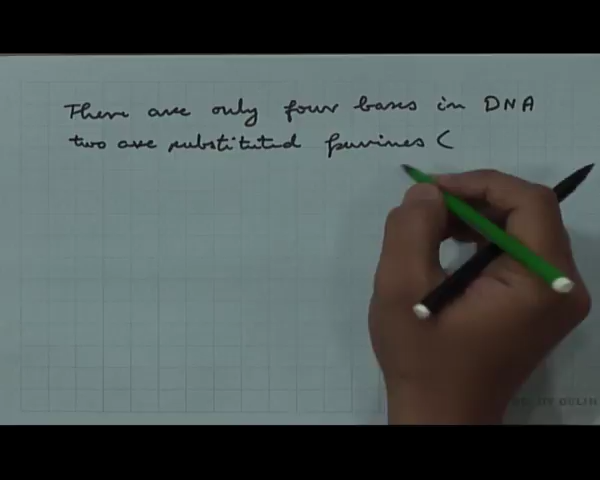 There are only four bases in DNA
two are substituted purines (